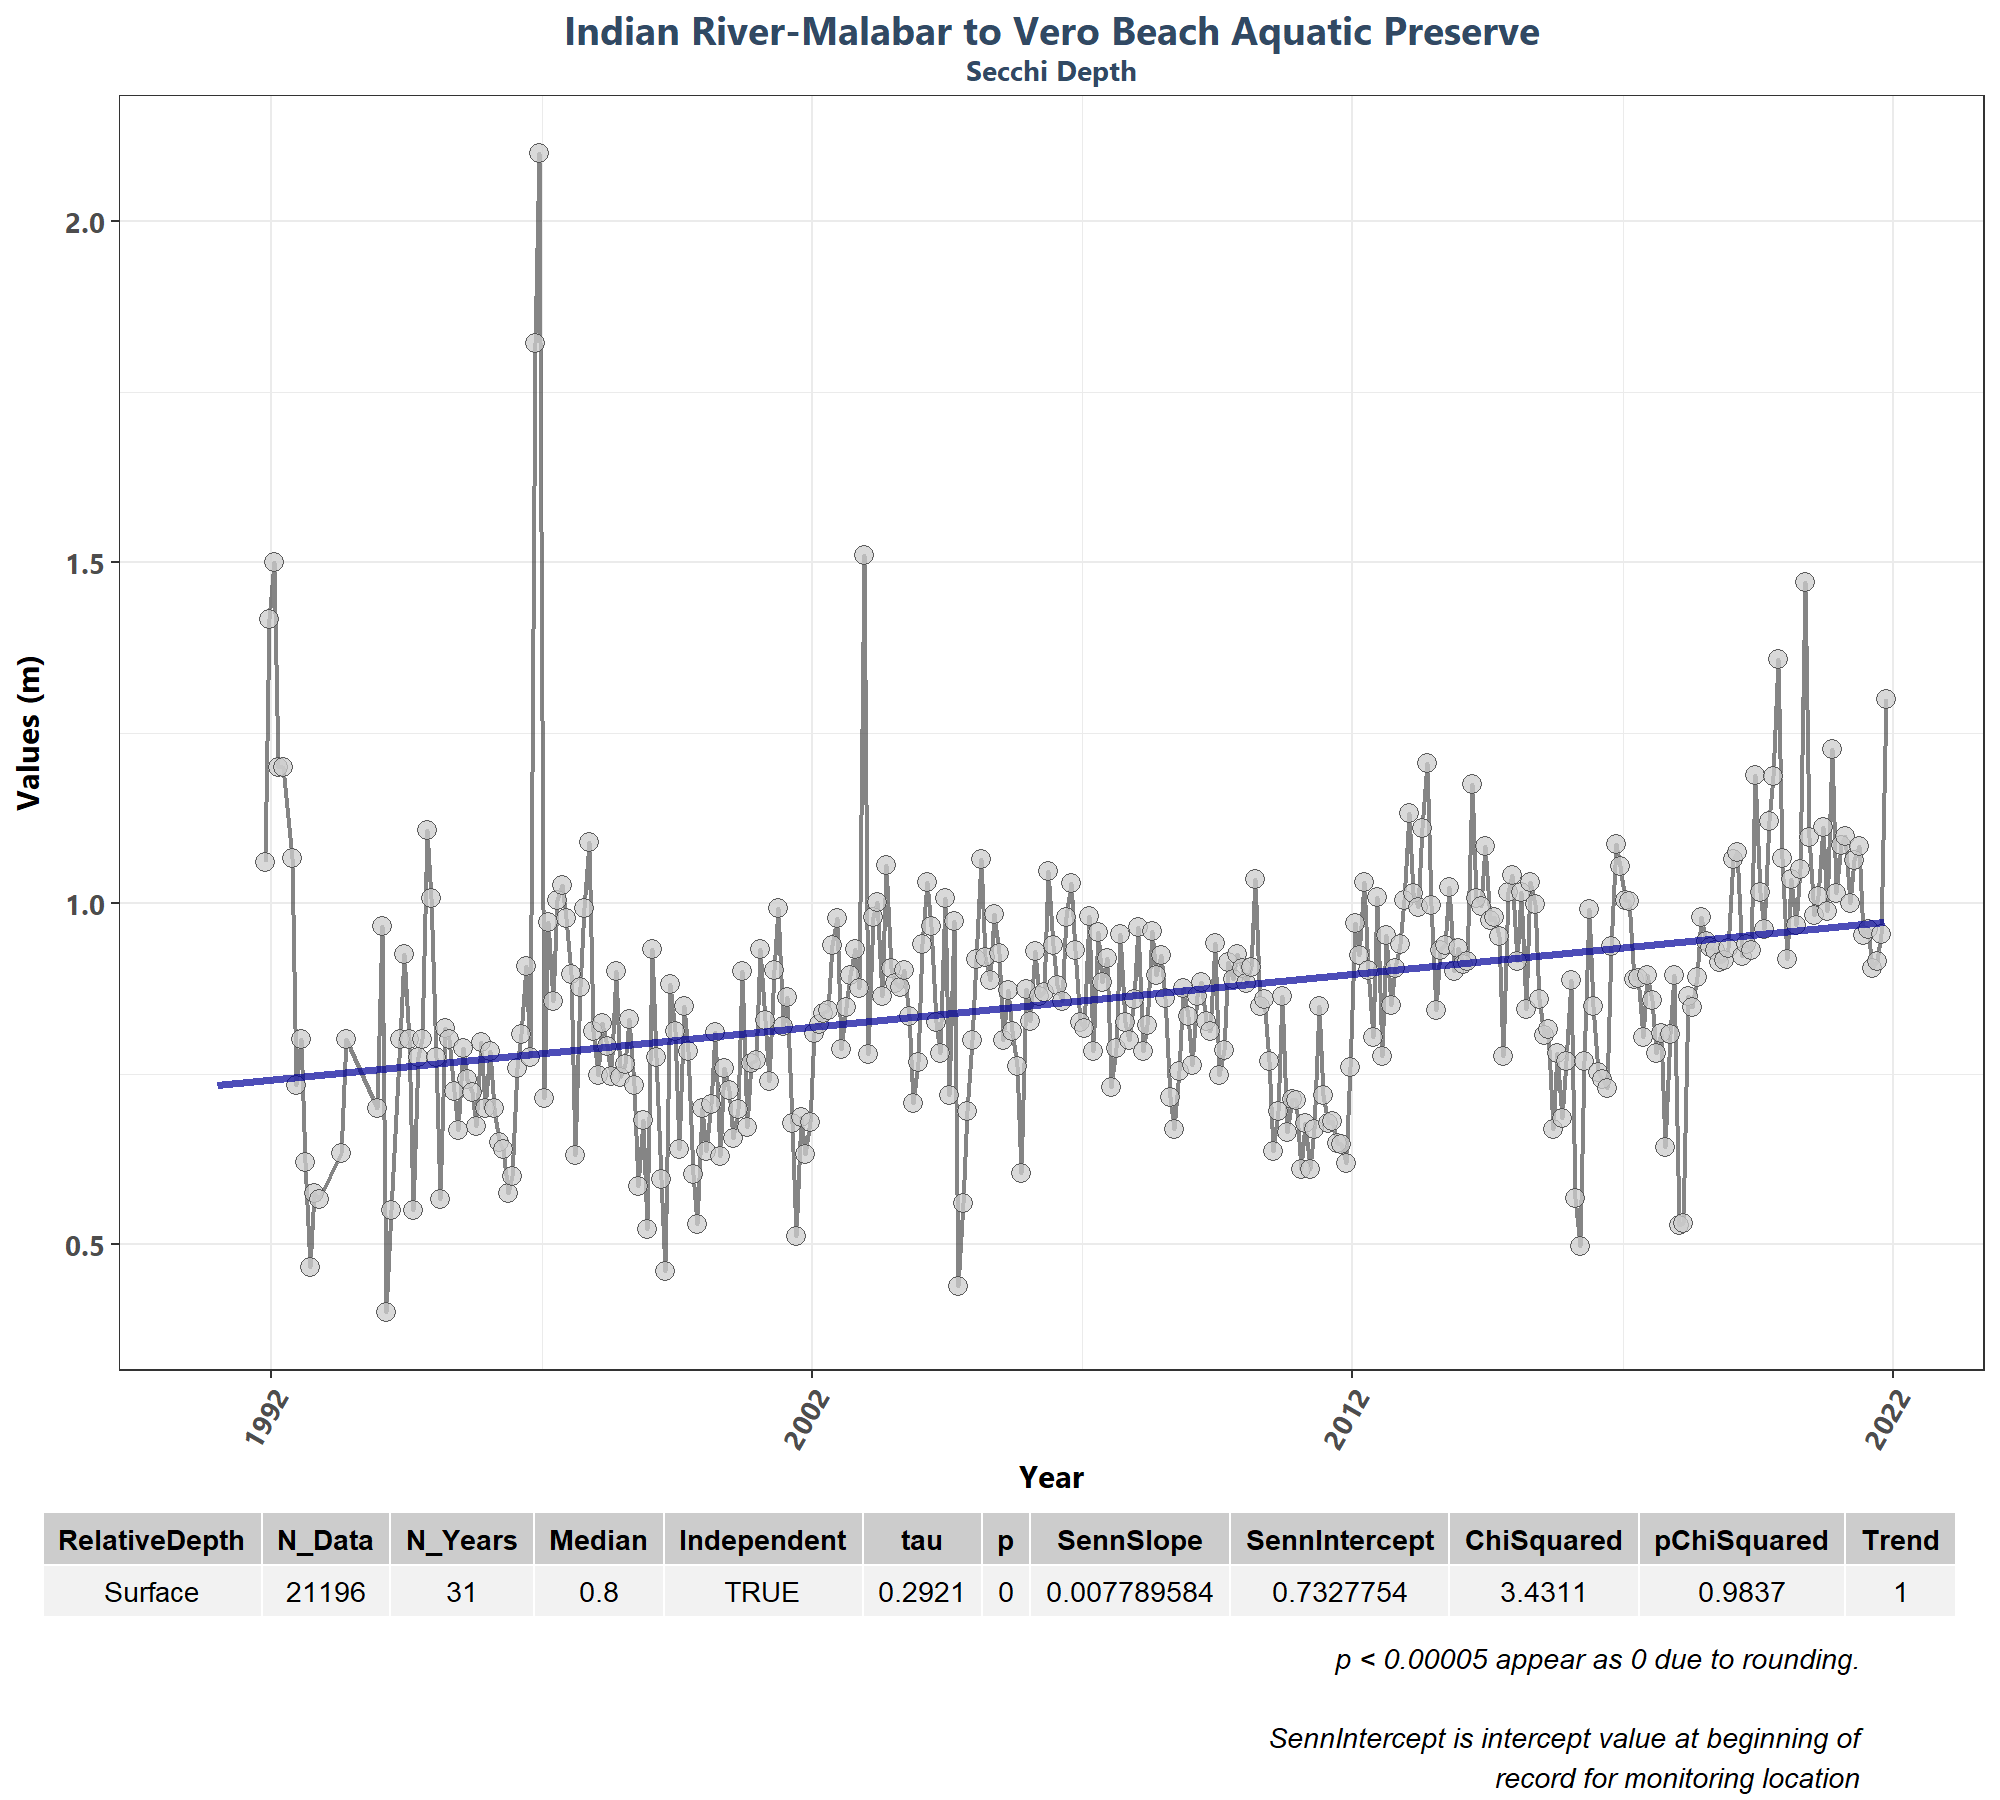 Indian River-Malabar to Vero Beach Aquatic Preserve
Secchi Depth
Values (m)
2.0
1.5
1.0
0.5
1992
2002
2012
2022
Year
RelativeDepth N_Data N_Years Median Independent tau p SennSlope SennIntercept ChiSquared pChiSquared Trend
Surface 21196 31 0.8 TRUE 0.2921 0 0.007789584 0.7327754 3.4311 0.9837 1
p < 0.00005 appear as 0 due to rounding.
SennIntercept is intercept value at beginning of
record for monitoring location